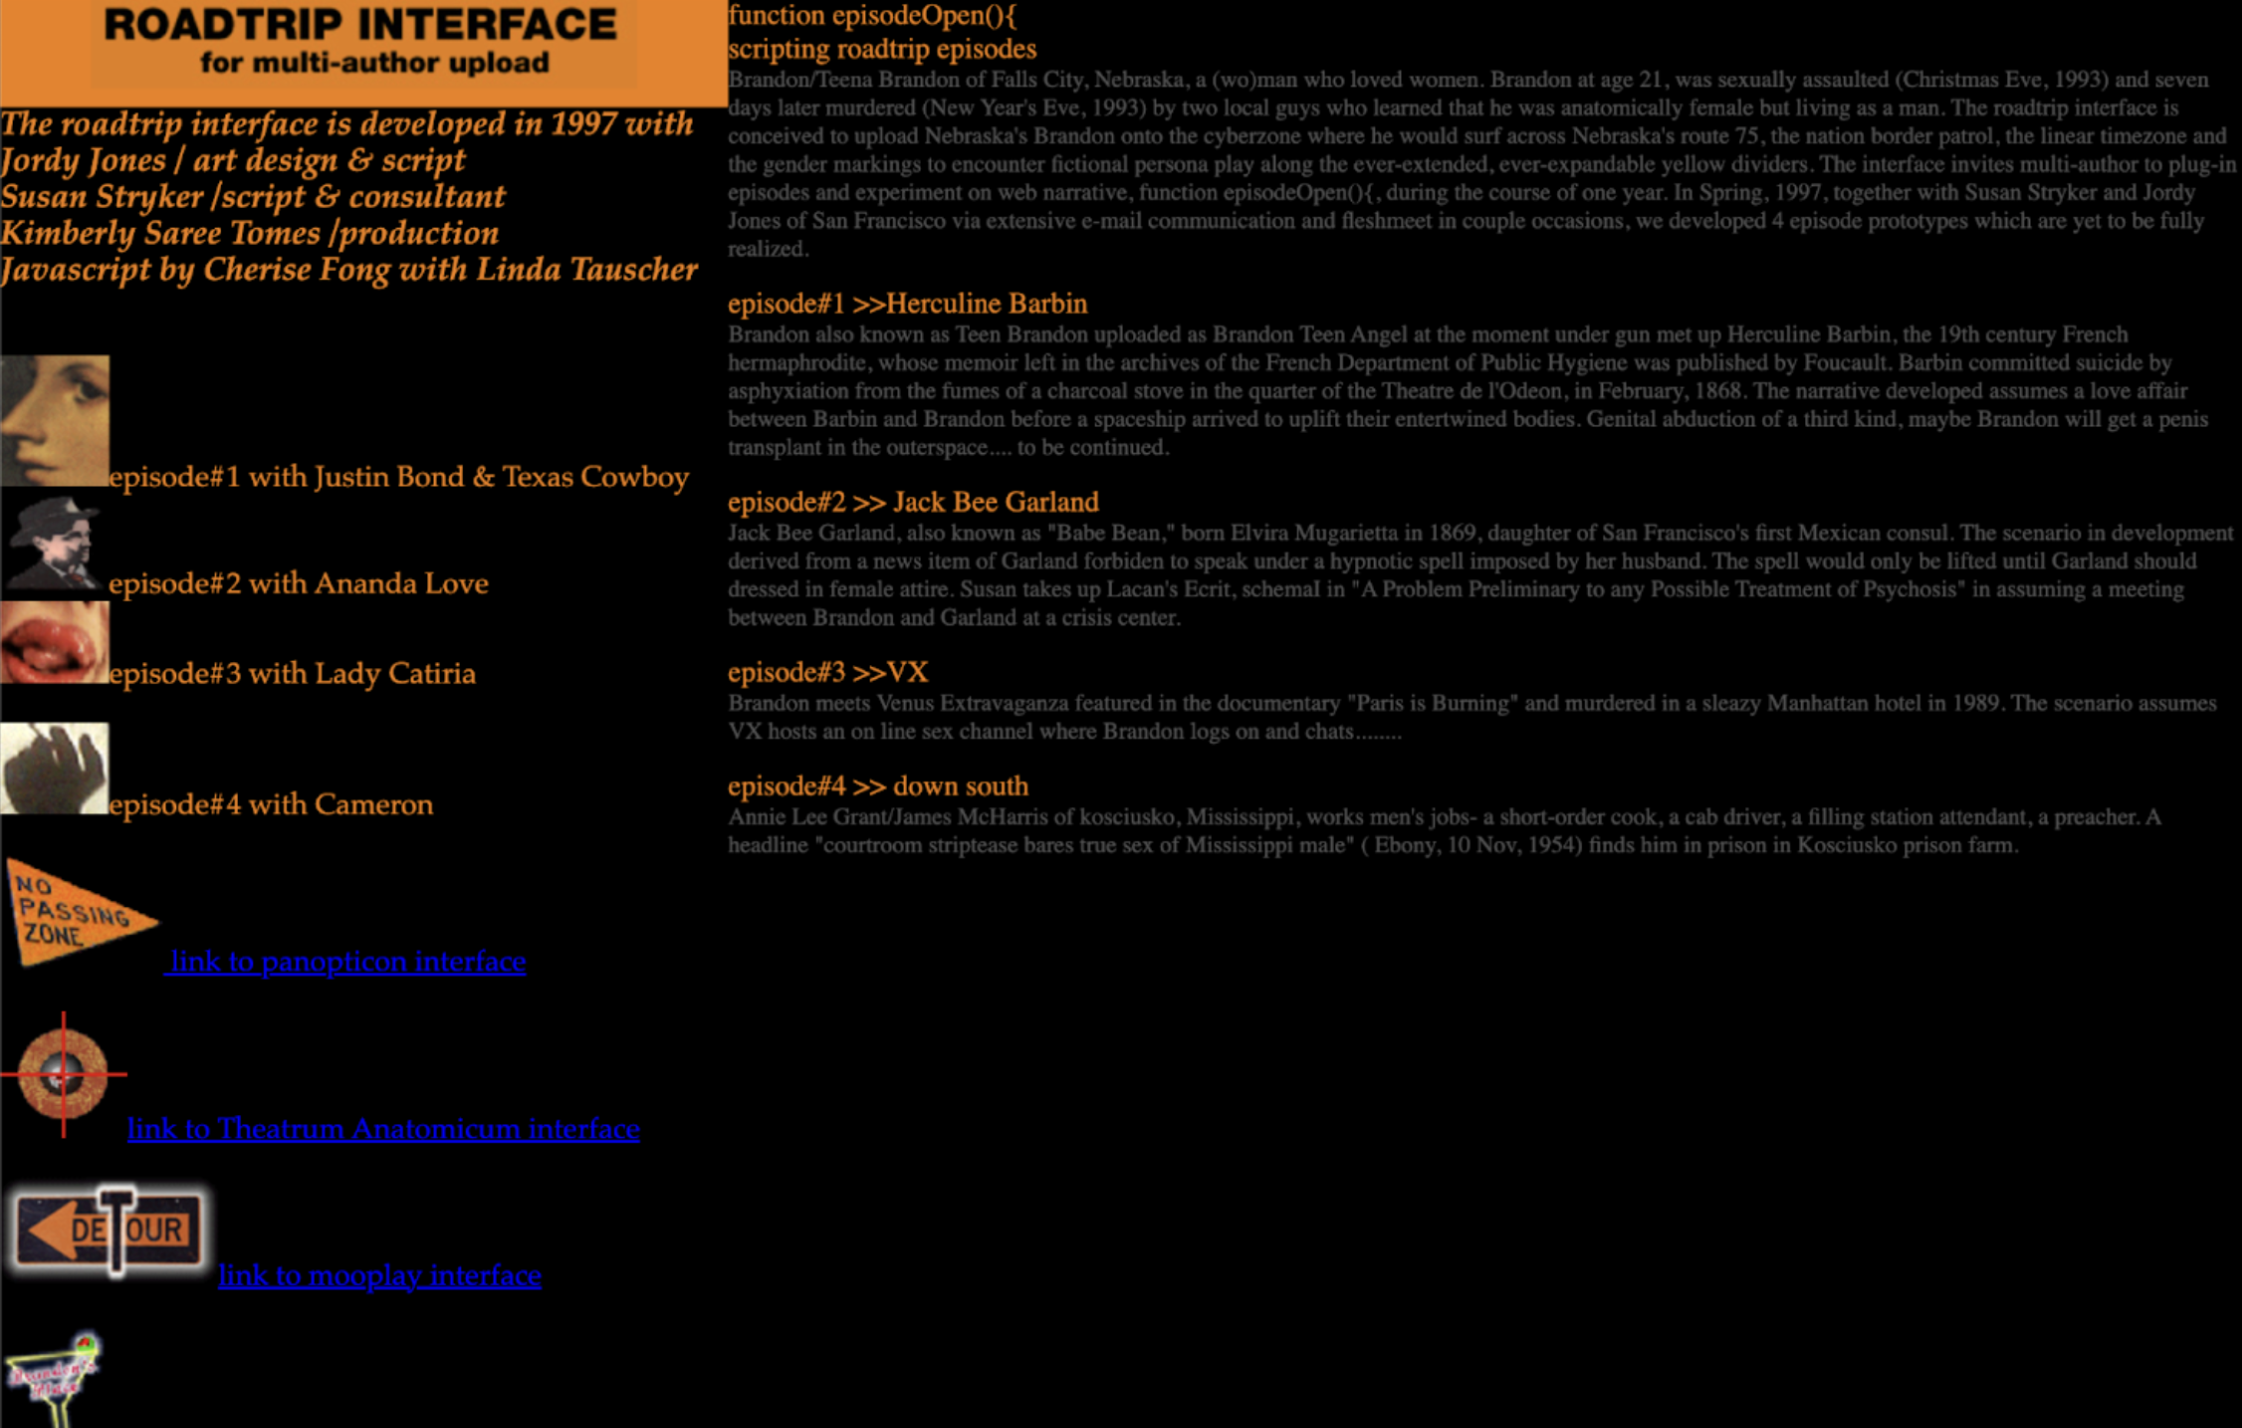 ROADTRIP INTERFACE
for multi-author upload
The roadtrip interface is developed in 1997 with
Jordy Jones / art design & script
Susan Stryker /script & consultant
Kimberly Saree Tomes /production
Javascript by Cherise Fong with Linda Tauscher
episode#1 with Justin Bond & Texas Cowboy
episode#2 with Ananda Love
episode#3 with Lady Catiria
episode#4 with Cameron
NO
PASSING
ZONE
link to panopticon interface
link to Theatrum Anatomicum interface
DETOUR
link to mooplay interface
Brandon's
Place
function episodeOpen(){
scripting roadtrip episodes
Brandon/Teena Brandon of Falls City, Nebraska, a (wo)man who loved women. Brandon at age 21, was sexually assaulted (Christmas Eve, 1993) and seven
days later murdered (New Year's Eve, 1993) by two local guys who learned that he was anatomically female but living as a man. The roadtrip interface is
conceived to upload Nebraska's Brandon onto the cyberzone where he would surf across Nebraska's route 75, the nation border patrol, the linear timezone and
the gender markings to encounter fictional persona play along the ever-extended, ever-expandable yellow dividers. The interface invites multi-author to plug-in
episodes and experiment on web narrative, function episodeOpen(){, during the course of one year. In Spring, 1997, together with Susan Stryker and Jordy
Jones of San Francisco via extensive e-mail communication and fleshmeet in couple occasions, we developed 4 episode prototypes which are yet to be fully
realized.
episode#1 >>Herculine Barbin
Brandon also known as Teen Brandon uploaded as Brandon Teen Angel at the moment under gun met up Herculine Barbin, the 19th century French
hermaphrodite, whose memoir left in the archives of the French Department of Public Hygiene was published by Foucault. Barbin committed suicide by
asphyxiation from the fumes of a charcoal stove in the quarter of the Theatre de l'Odeon, in February, 1868. The narrative developed assumes a love affair
between Barbin and Brandon before a spaceship arrived to uplift their entertwined bodies. Genital abduction of a third kind, maybe Brandon will get a penis
transplant in the outerspace.... to be continued.
episode#2 >> Jack Bee Garland
Jack Bee Garland, also known as "Babe Bean," born Elvira Mugarietta in 1869, daughter of San Francisco's first Mexican consul. The scenario in development
derived from a news item of Garland forbiden to speak under a hypnotic spell imposed by her husband. The spell would only be lifted until Garland should
dressed in female attire. Susan takes up Lacan's Ecrit, schemaI in "A Problem Preliminary to any Possible Treatment of Psychosis" in assuming a meeting
between Brandon and Garland at a crisis center.
episode#3 >>VX
Brandon meets Venus Extravaganza featured in the documentary "Paris is Burning" and murdered in a sleazy Manhattan hotel in 1989. The scenario assumes
VX hosts an on line sex channel where Brandon logs on and chats........
episode#4 >> down south
Annie Lee Grant/James McHarris of kosciusko, Mississippi, works men's jobs- a short-order cook, a cab driver, a filling station attendant, a preacher. A
headline "courtroom striptease bares true sex of Mississippi male" ( Ebony, 10 Nov, 1954) finds him in prison in Kosciusko prison farm.